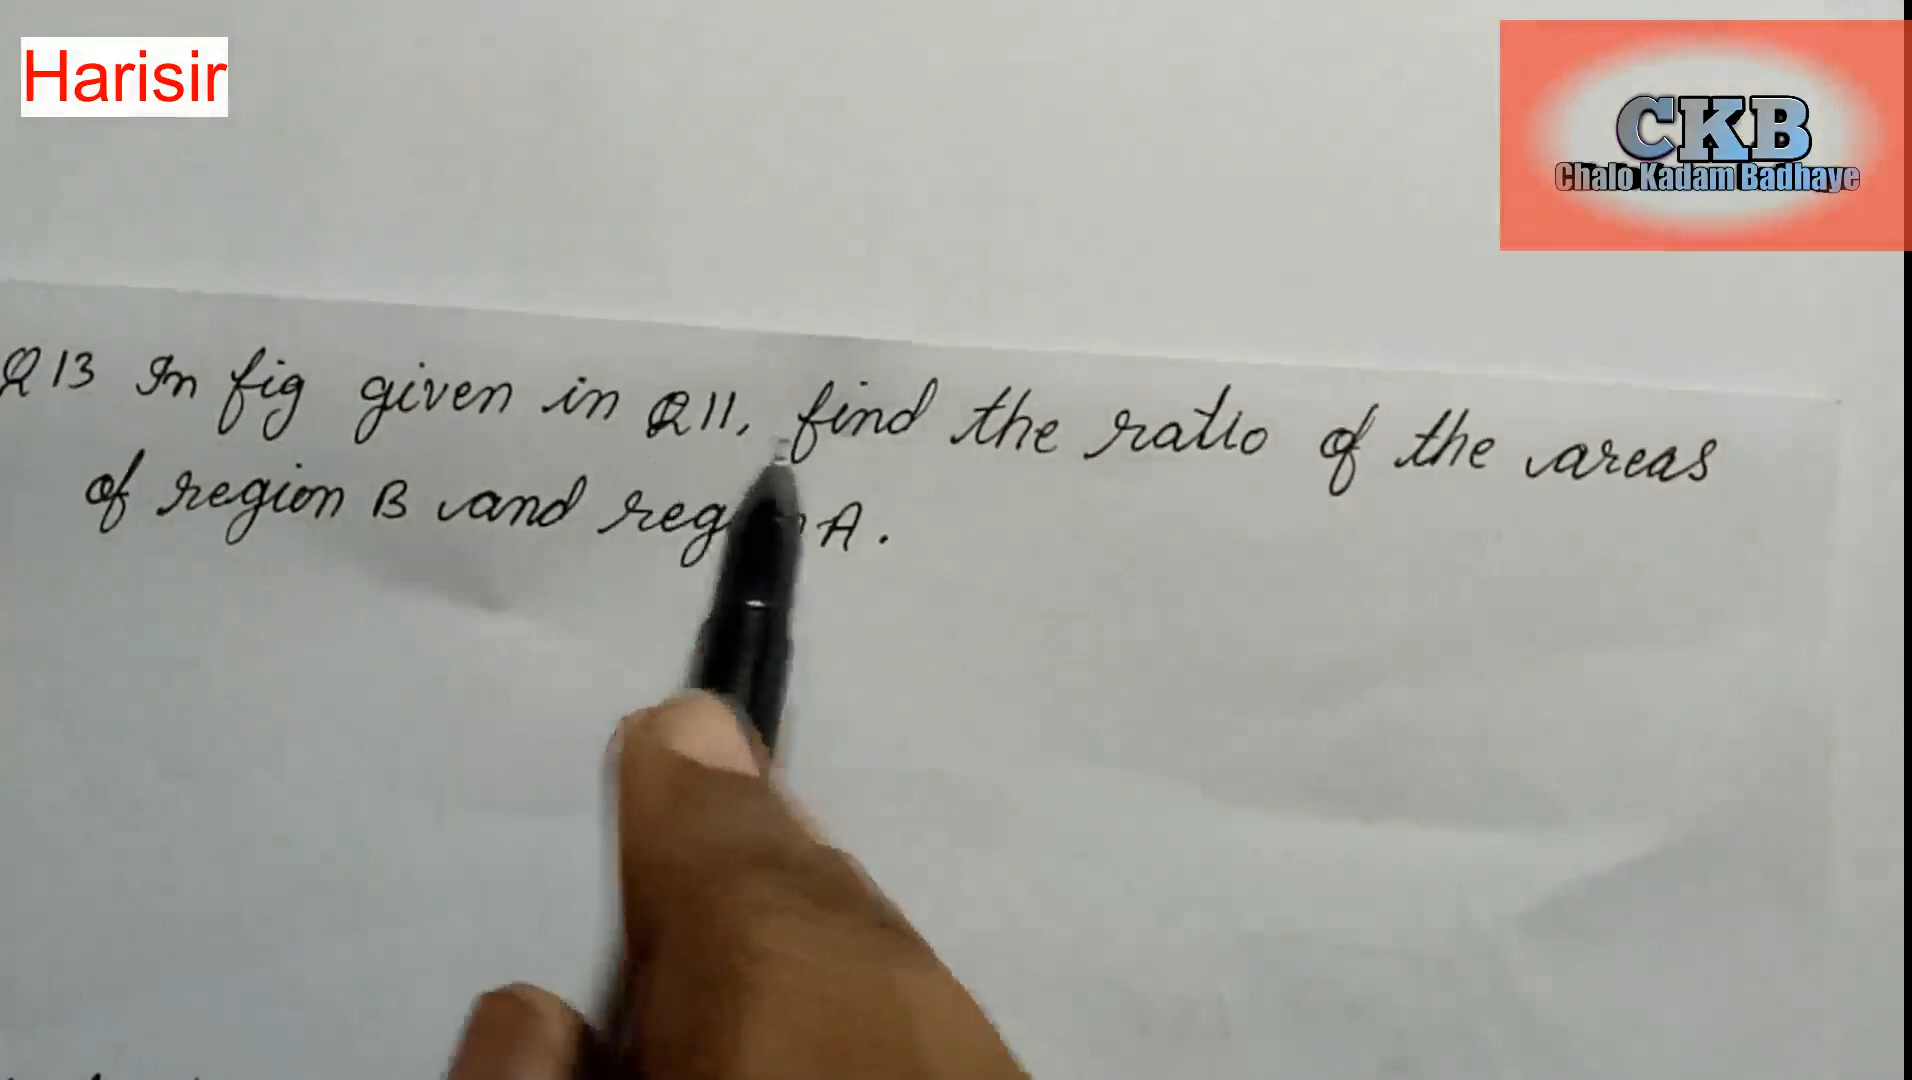 Harisir
CKB
Chalo Kadam Badhaye
Q13 In fig given in Q11, find the ratio of the areas
of region B and reg A.